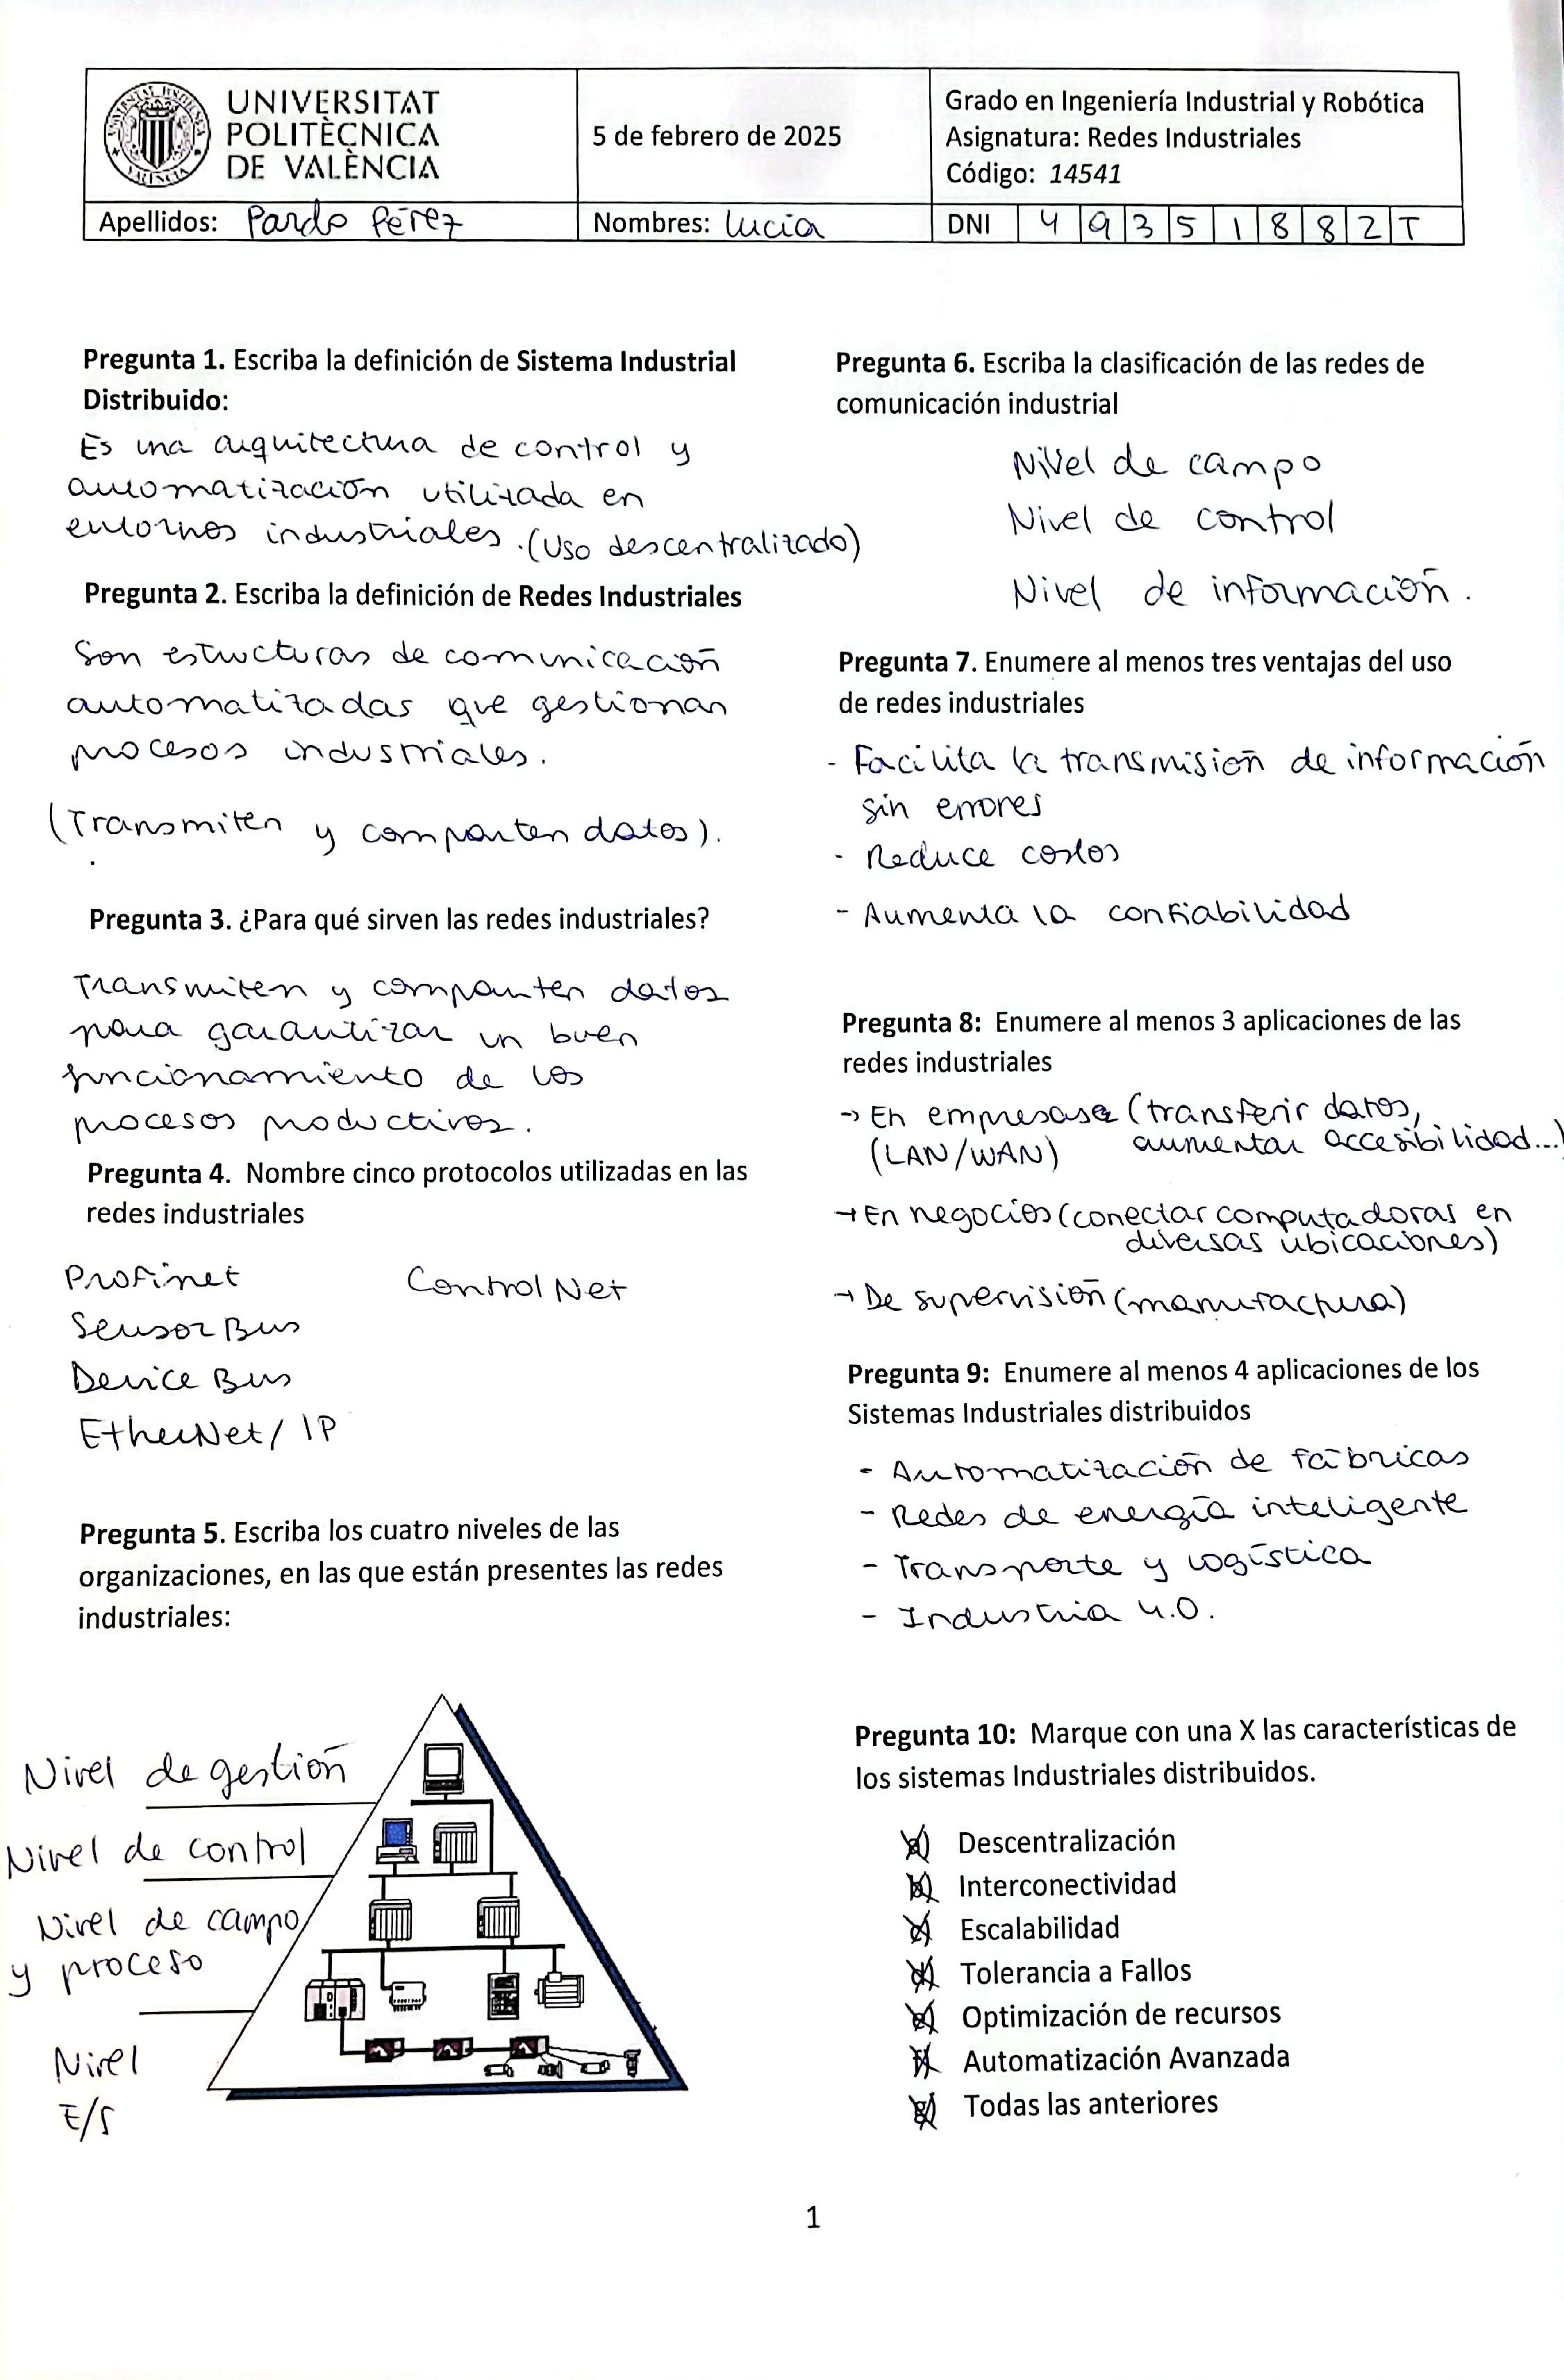 UNIVERSITAT
POLITÈCNICA
DE VALÈNCIA
5 de febrero de 2025
Grado en Ingeniería Industrial y Robótica
Asignatura: Redes Industriales
Código: 14541
Apellidos: Pardo Pérez
Nombres: Lucía
DNI 4 9 3 5 1 8 8 2 T
Pregunta 1. Escriba la definición de Sistema Industrial
Distribuido:
Es una arquitectura de control y
automatización utilizada en
entornos industriales. (Uso descentralizado)
Pregunta 2. Escriba la definición de Redes Industriales
Son estructuras de comunicación
automatizadas que gestionan
procesos industriales.
(Transmiten y comparten datos).
Pregunta 3. ¿Para qué sirven las redes industriales?
Transmiten y comparten datos
para garantizar un buen
funcionamiento de los
procesos productivos.
Pregunta 4. Nombre cinco protocolos utilizadas en las
redes industriales
Profinet
ControlNet
Sensor Bus
Device Bus
EtherNet/IP
Pregunta 5. Escriba los cuatro niveles de las
organizaciones, en las que están presentes las redes
industriales:
Nivel de gestión
Nivel de control
Nivel de campo
y proceso
Nivel
E/S
Pregunta 6. Escriba la clasificación de las redes de
comunicación industrial
Nivel de campo
Nivel de control
Nivel de información.
Pregunta 7. Enumere al menos tres ventajas del uso
de redes industriales
- Facilita la transmisión de información
sin errores
- Reduce costos
- Aumenta la confiabilidad
Pregunta 8: Enumere al menos 3 aplicaciones de las
redes industriales
→ En empresas (transferir datos,
(LAN/WAN) aumentar accesibilidad...)
→ En negocios (conectar computadoras en
diversas ubicaciones)
→ De supervisión (manufactura)
Pregunta 9: Enumere al menos 4 aplicaciones de los
Sistemas Industriales distribuidos
- Automatización de fábricas
- Redes de energía inteligente
- Transporte y logística
- Industria 4.0.
Pregunta 10: Marque con una X las características de
los sistemas Industriales distribuidos.
a) Descentralización
b) Interconectividad
c) Escalabilidad
d) Tolerancia a Fallos
e) Optimización de recursos
f) Automatización Avanzada
g) Todas las anteriores
1